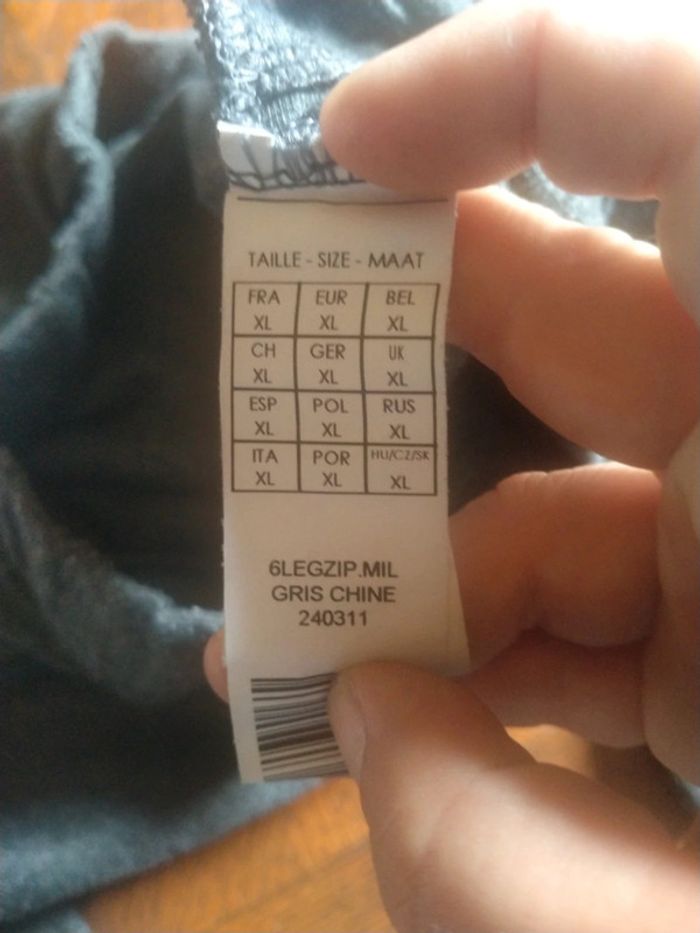 TAILLE - SIZE - MAAT
FRA EUR BEL
XL XL XL
CH GER UK
XL XL XL
ESP POL RUS
XL XL XL
ITA POR HU/CZ/SK
XL XL XL
6LEGZIP.MIL
GRIS CHINE
240311